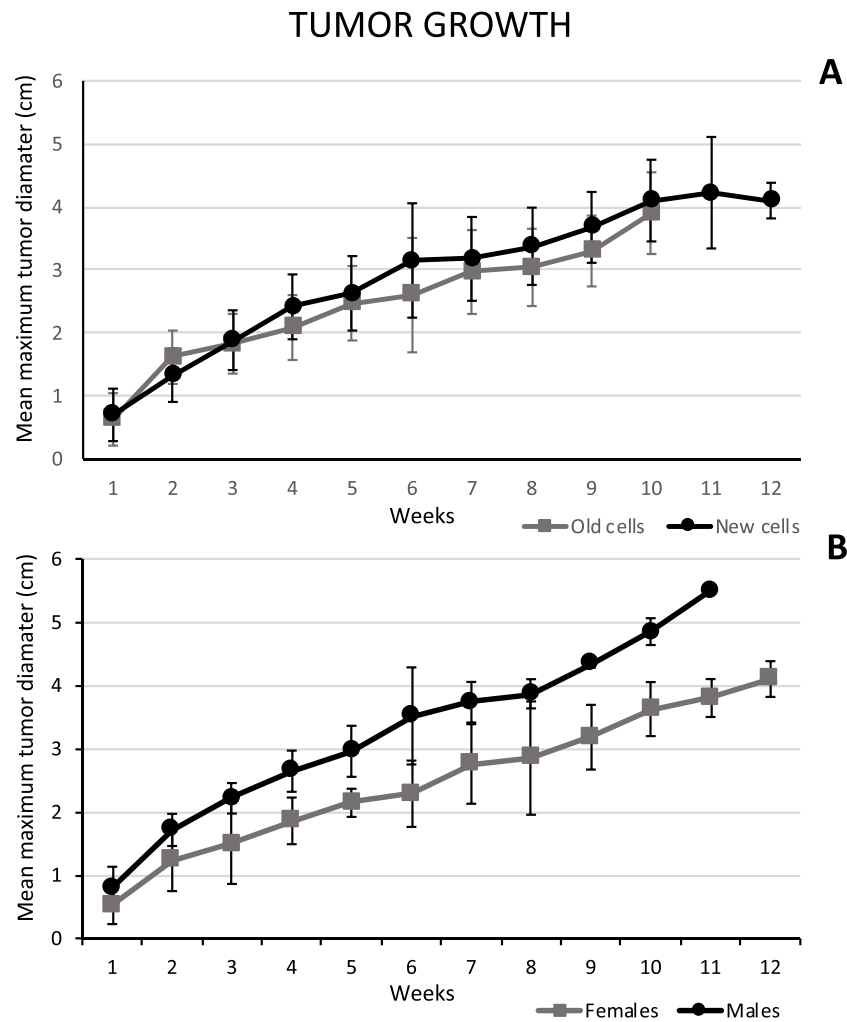 TUMOR GROWTH
A
Mean maximum tumor diamater (cm)
6
5
4
3
2
1
0
1 2 3 4 5 6 7 8 9 10 11 12
Weeks
Old cells New cells
B
Mean maximum tumor diamater (cm)
6
5
4
3
2
1
0
1 2 3 4 5 6 7 8 9 10 11 12
Weeks
Females Males